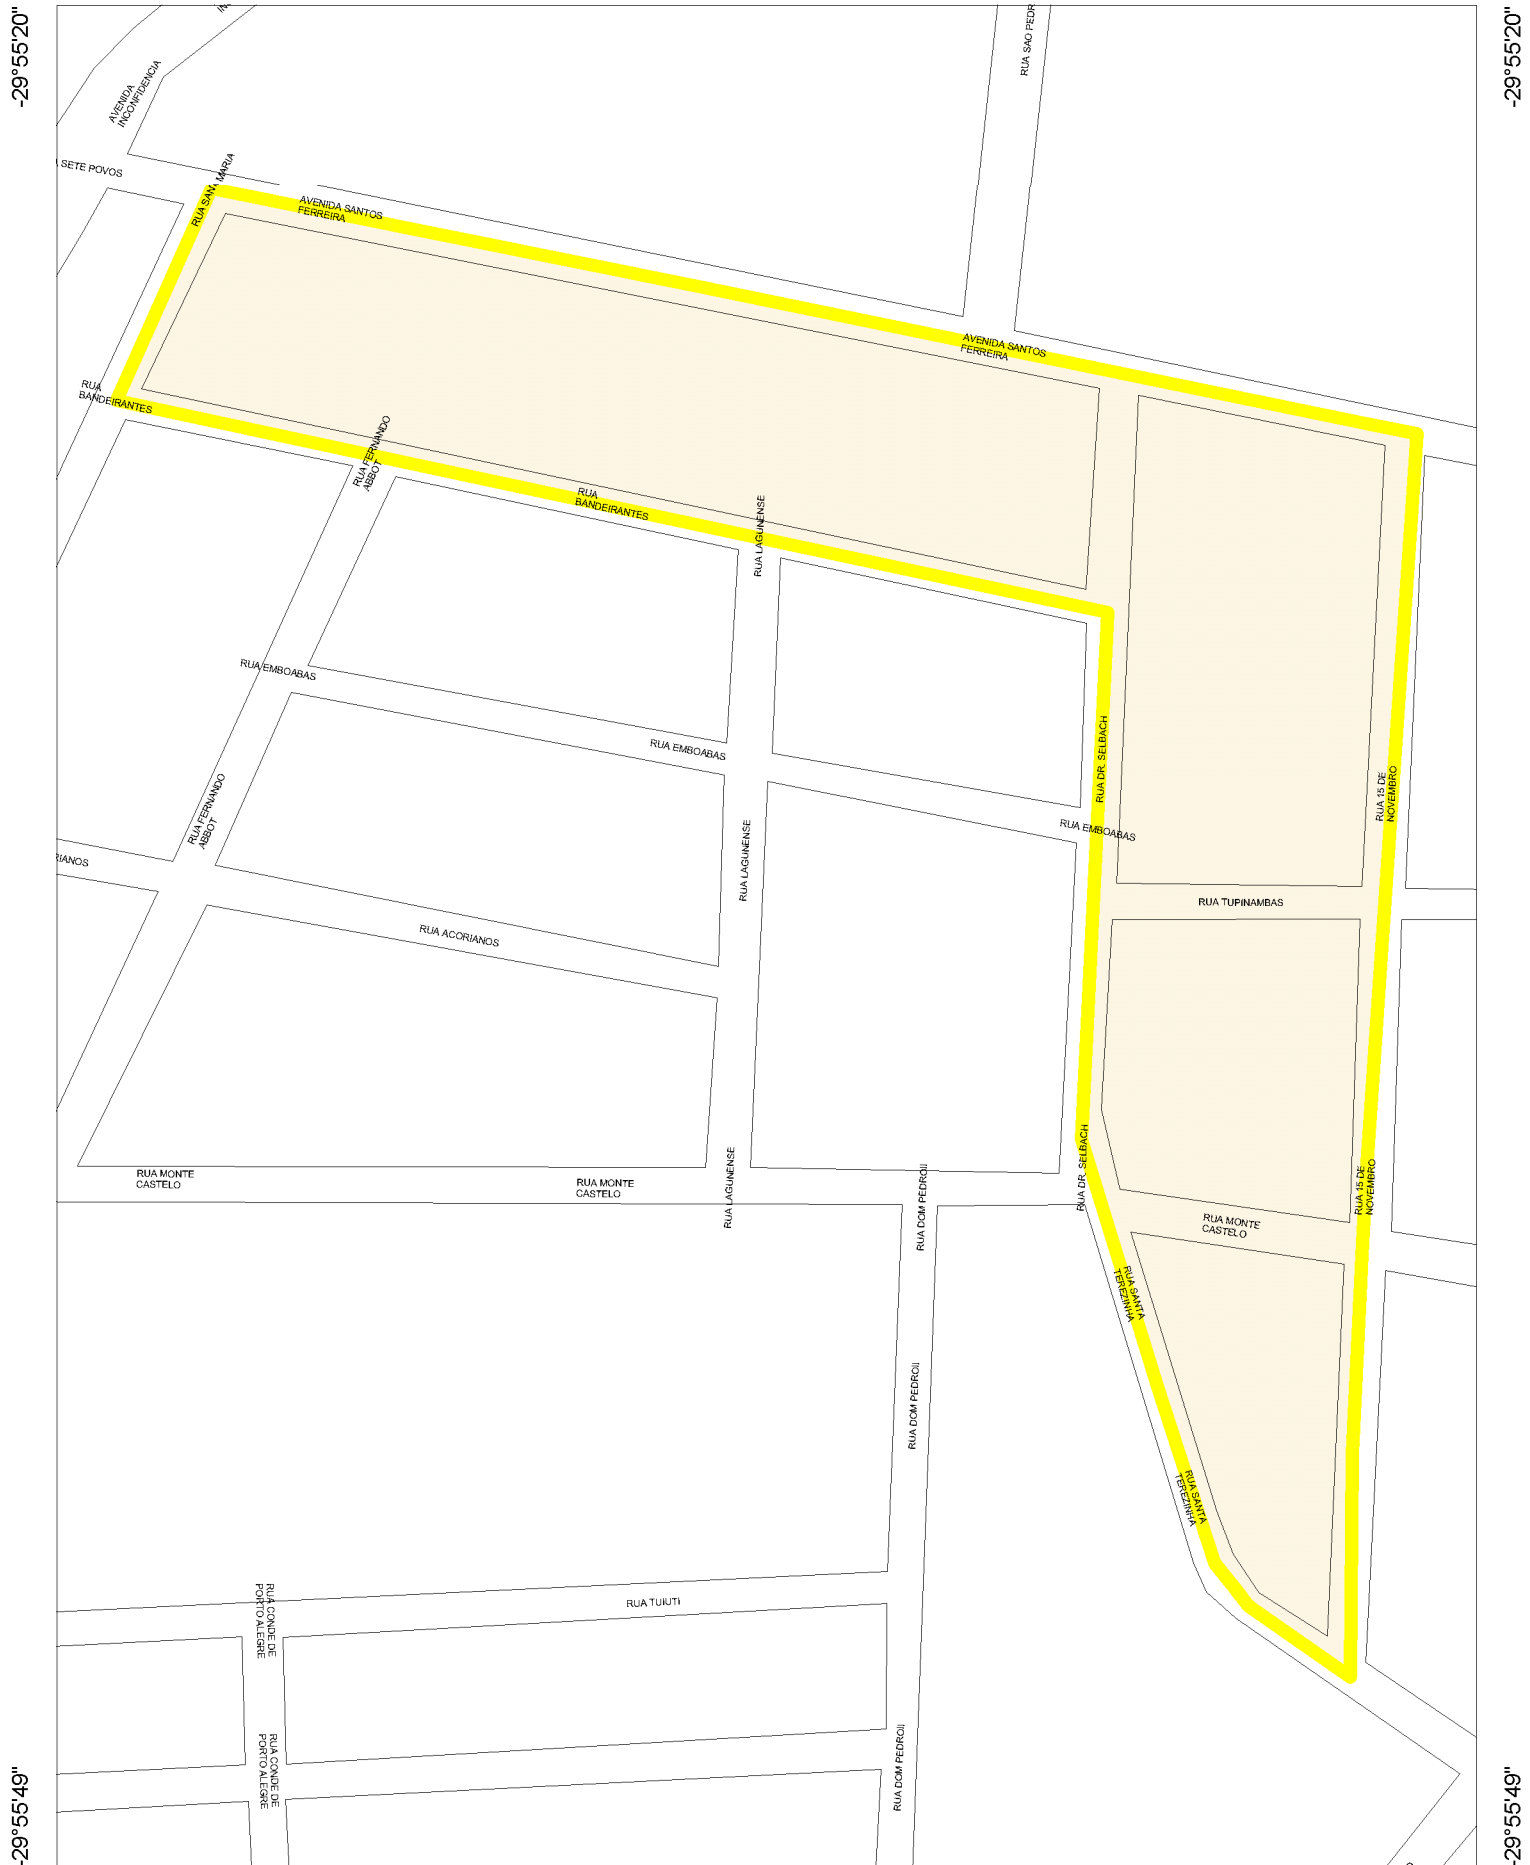 -29°55'20"
-29°55'20"
RUA SAO PEDR
AVENIDA
INCONFIDENCIA
SETE POVOS
RUA SAN MARIA
AVENIDA SANTOS
FERREIRA
AVENIDA SANTOS
FERREIRA
RUA
BANDEIRANTES
RUA FERNANDO
ABBOT
RUA
BANDEIRANTES
RUA LAGUNENSE
RUA EMBOABAS
RUA EMBOABAS
RUA DR. SELBACH
RUA 15 DE
NOVEMBRO
RUA FERNANDO
ABBOT
RUA EMBOABAS
RUA LAGUNENSE
RIANOS
RUA TUPINAMBAS
RUA ACORIANOS
RUA MONTE
CASTELO
RUA MONTE
CASTELO
RUA LAGUNENSE
RUA DOM PEDROII
RUA DR. SELBACH
RUA 15 DE
NOVEMBRO
RUA MONTE
CASTELO
RUA SANTA
TEREZINHA
RUA DOM PEDROII
RUA SANTA
TEREZINHA
RUA CONDE DE
PORTO ALEGRE
RUA TUIUTI
RUA CONDE DE
PORTO ALEGRE
RUA DOM PEDROII
-29°55'49"
-29°55'49"